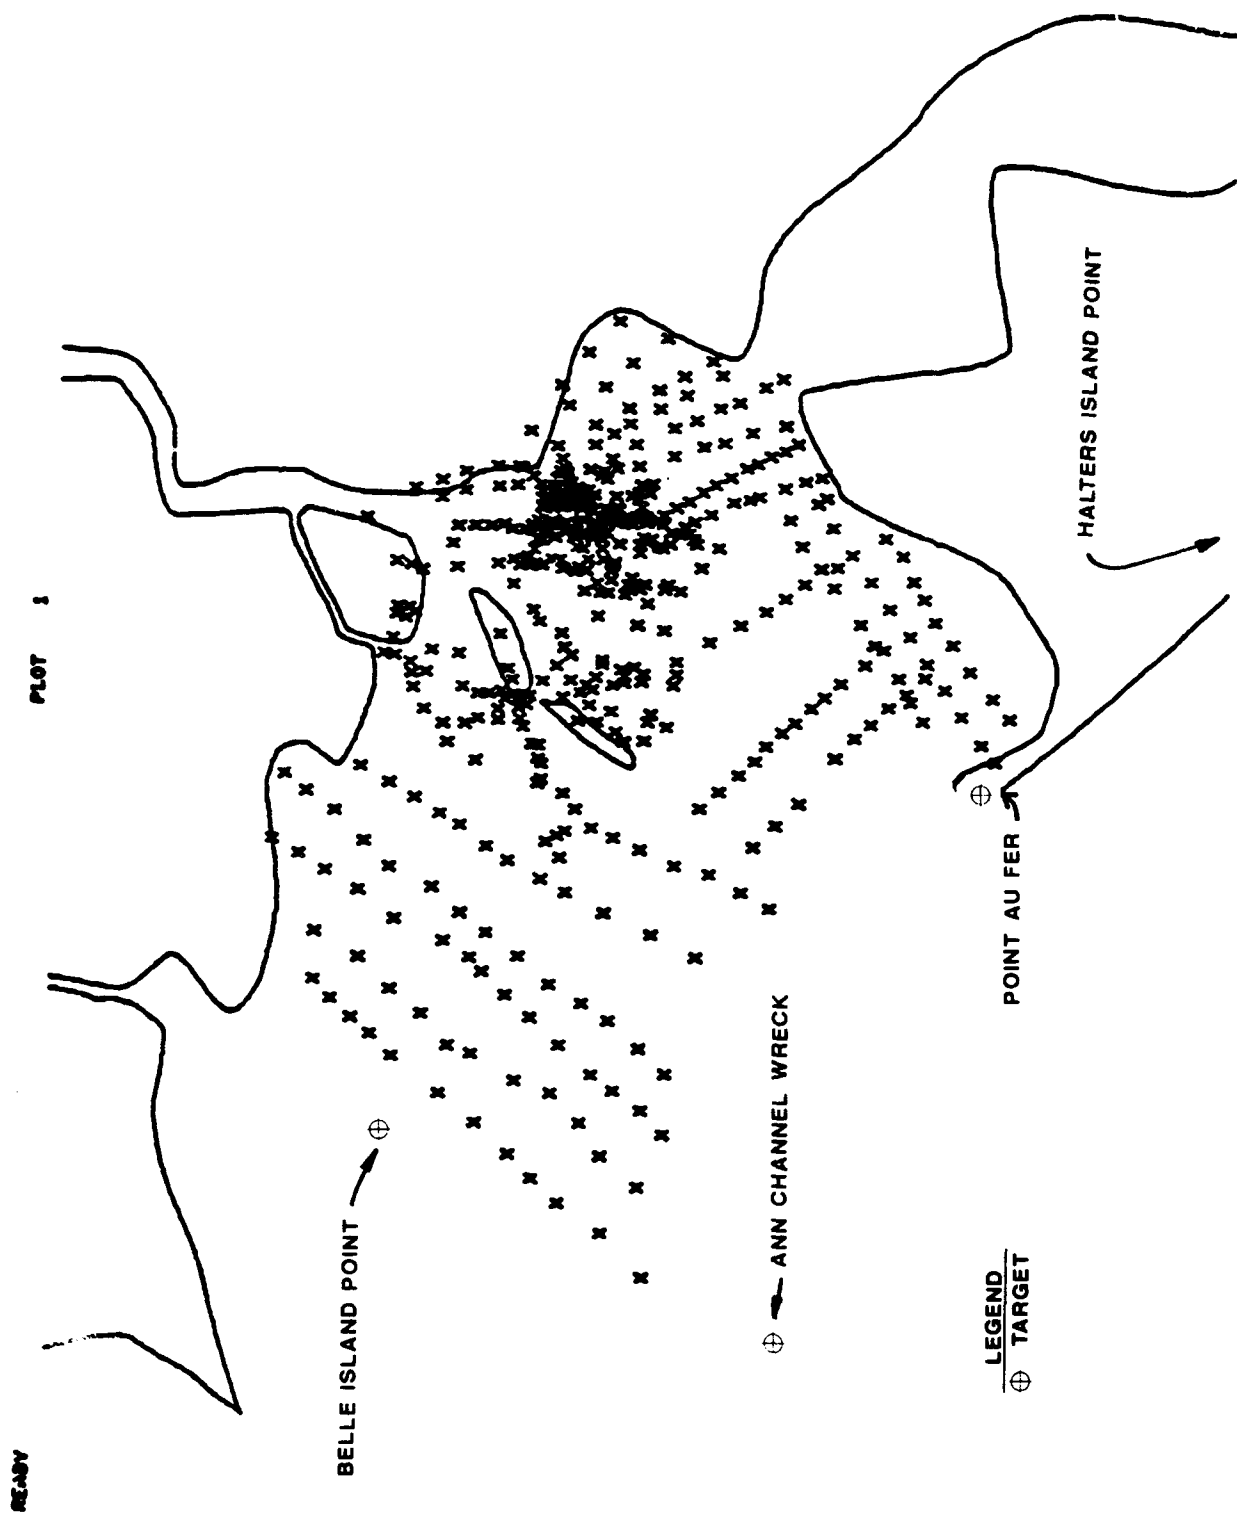 READY
PLOT 1
BELLE ISLAND POINT
ANN CHANNEL WRECK
POINT AU FER
HALTERS ISLAND POINT
LEGEND
TARGET